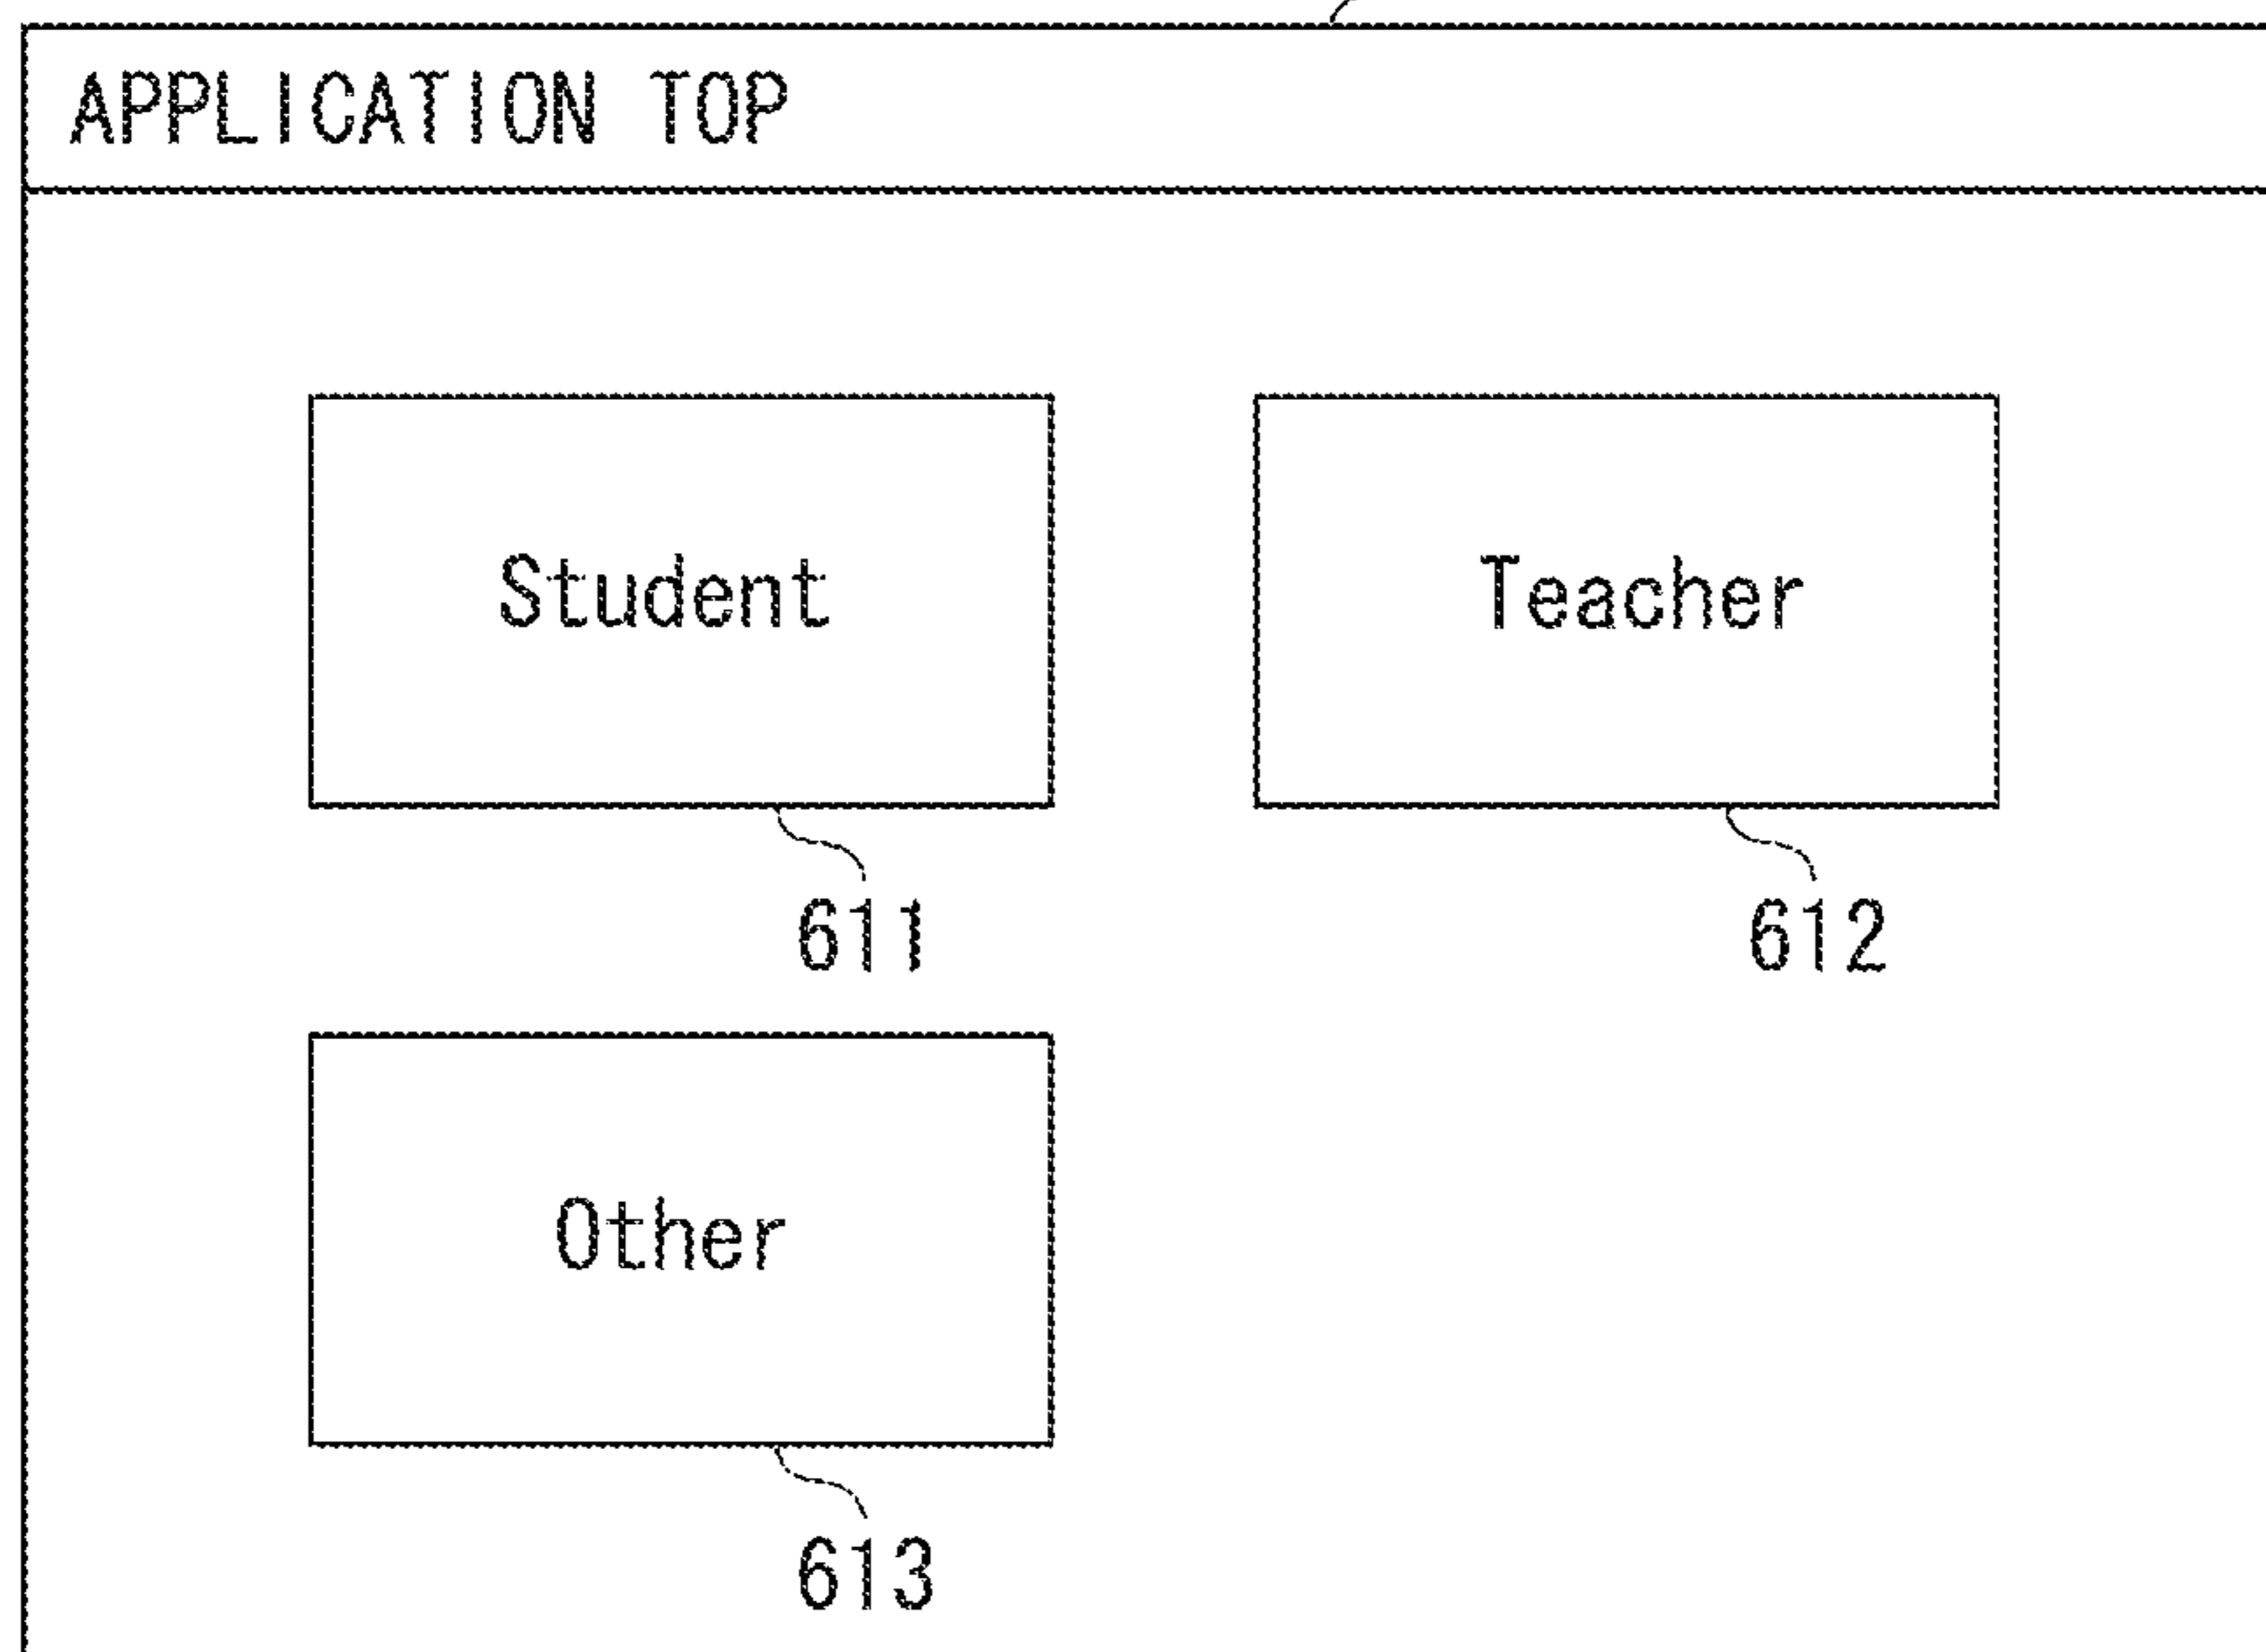 APPLICATION TOP
Student
Teacher
611
612
Other
613